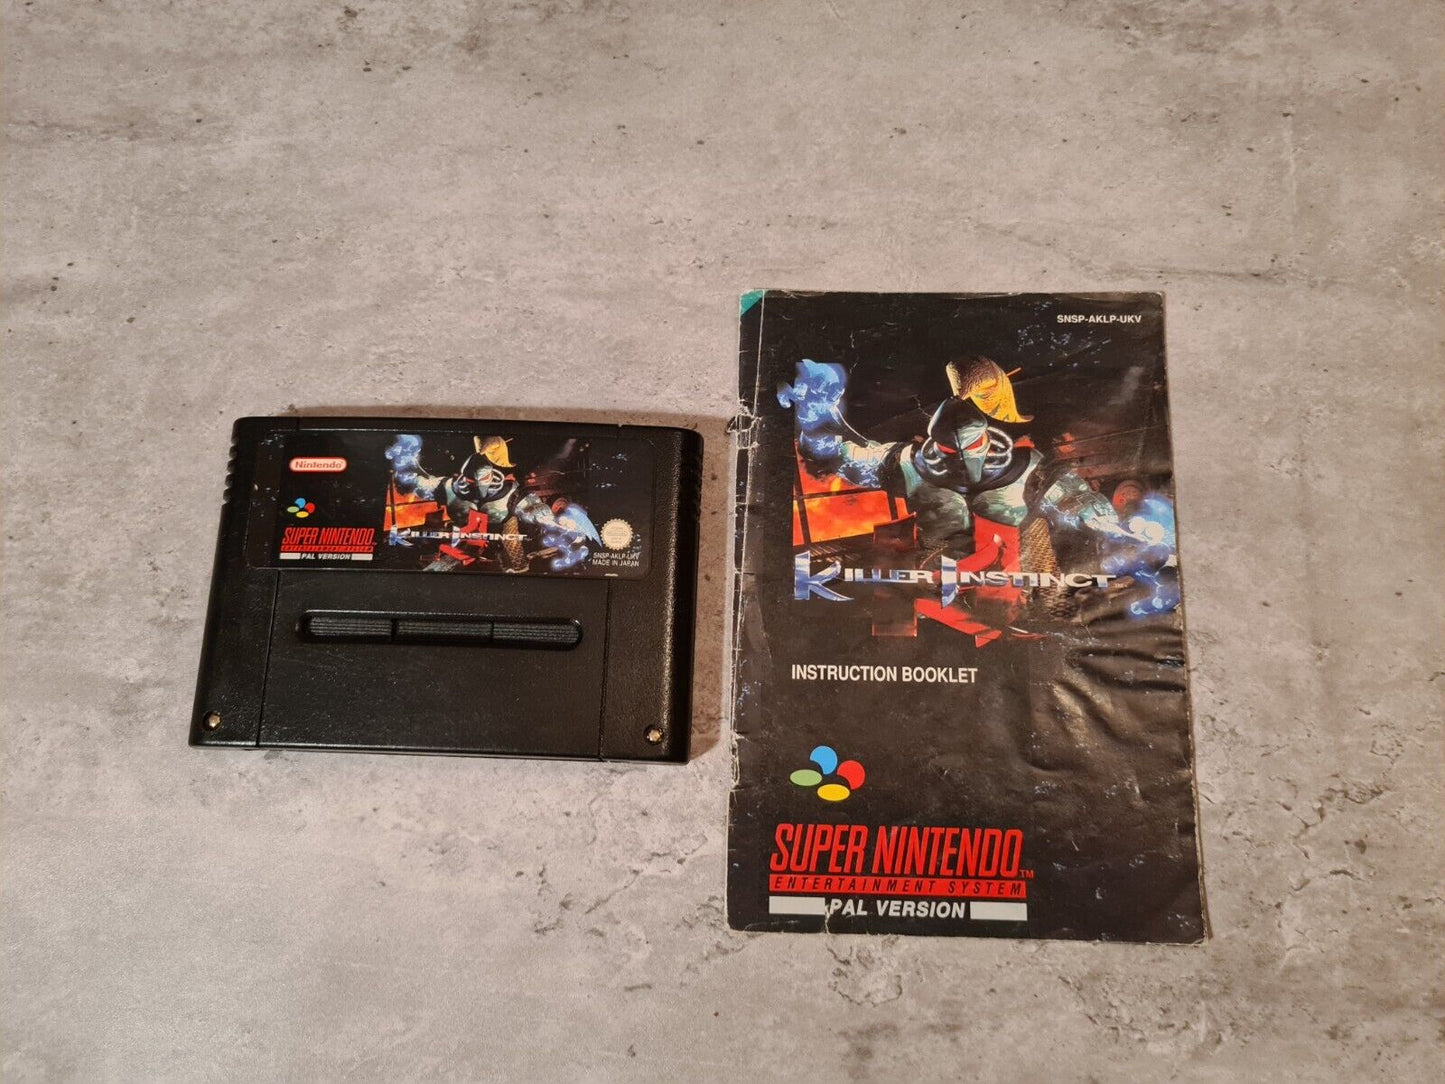 Nintendo
SUPER NINTENDO
ENTERTAINMENT SYSTEM
PAL VERSION
KILLER INSTINCT
SNSP-AKLP-UKV
MADE IN JAPAN
SNSP-AKLP-UKV
KILLER INSTINCT
INSTRUCTION BOOKLET
SUPER NINTENDO TM
ENTERTAINMENT SYSTEM
PAL VERSION